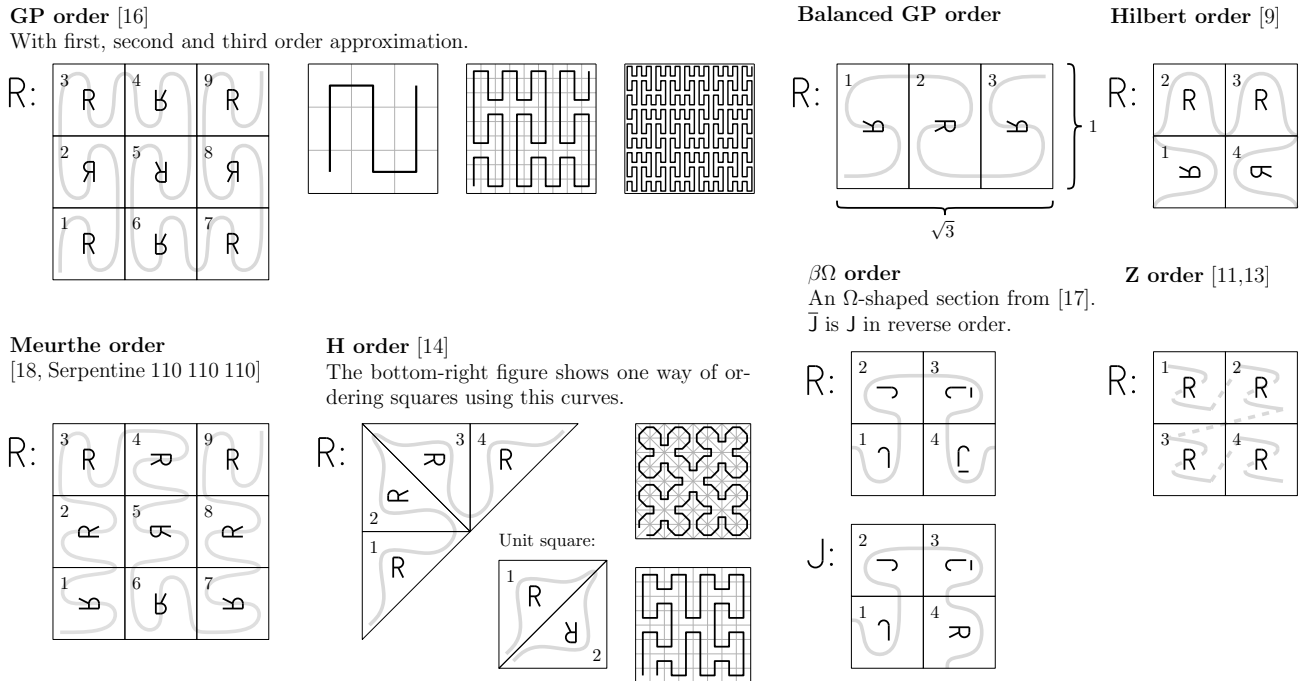 GP order [16]
With first, second and third order approximation.
R:
3 R 4 R 9 R
2 R 5 R 8 R
1 R 6 R 7 R
Balanced GP order
R:
1 R 2 R 3 R
1
√3
Hilbert order [9]
R:
2 R 3 R
1 R 4 R
Meurthe order
[18, Serpentine 110 110 110]
R:
3 R 4 R 9 R
2 R 5 R 8 R
1 R 6 R 7 R
H order [14]
The bottom-right figure shows one way of or-
dering squares using this curves.
R:
3 R 4 R
2 R
1 R
Unit square:
1 R
R 2
βΩ order
An Ω-shaped section from [17].
J̅ is J in reverse order.
R:
2 J 3 J̅
1 J 4 J̅
J:
2 J 3 J̅
1 J 4 R
Z order [11,13]
R:
1 R 2 R
3 R 4 R